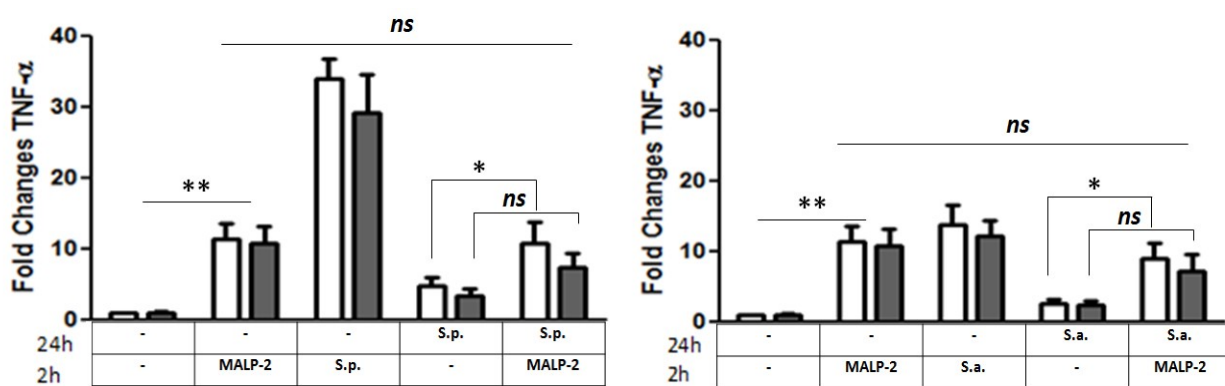 Fold Changes TNF-α
40
30
20
10
0
ns
**
*
ns
24h - - - S.p. S.p.
2h - MALP-2 S.p. - MALP-2
Fold Changes TNF-α
40
30
20
10
0
ns
**
*
ns
24h - - - S.a. S.a.
2h - MALP-2 S.a. - MALP-2